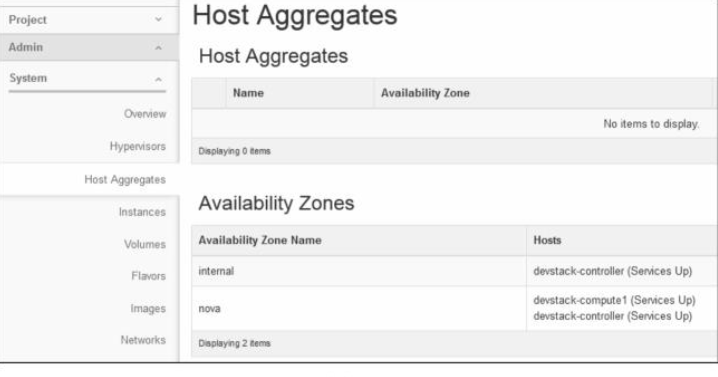 Project
Admin
System
Overview
Hypervisors
Host Aggregates
Instances
Volumes
Flavors
Images
Networks
Host Aggregates
Host Aggregates
Name Availability Zone
No items to display.
Displaying 0 items
Availability Zones
Availability Zone Name Hosts
internal devstack-controller (Services Up)
nova devstack-compute1 (Services Up)
devstack-controller (Services Up)
Displaying 2 items